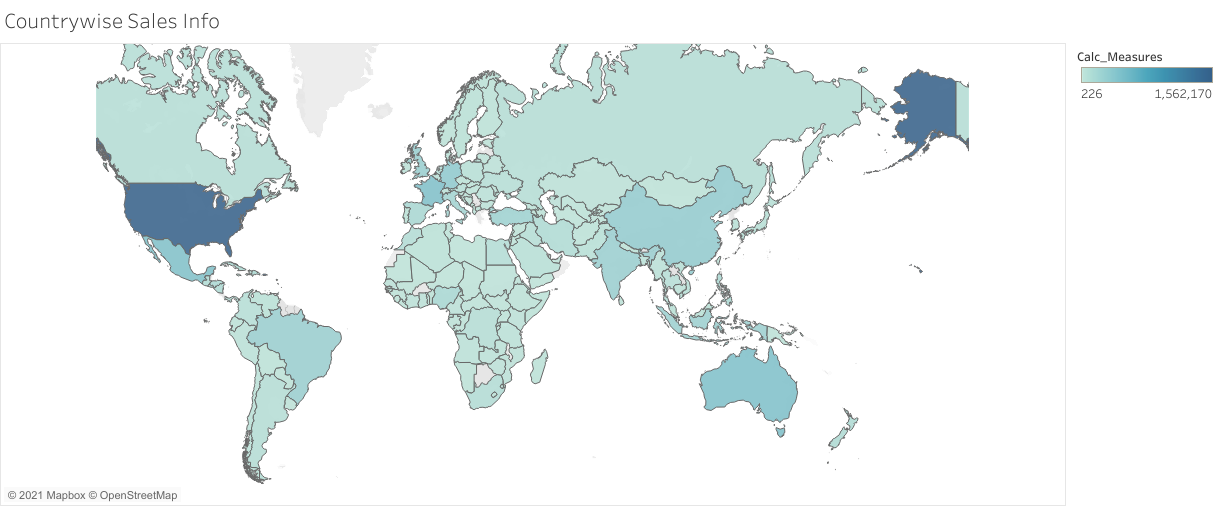 Countrywise Sales Info
Calc_Measures
226 1,562,170
© 2021 Mapbox © OpenStreetMap